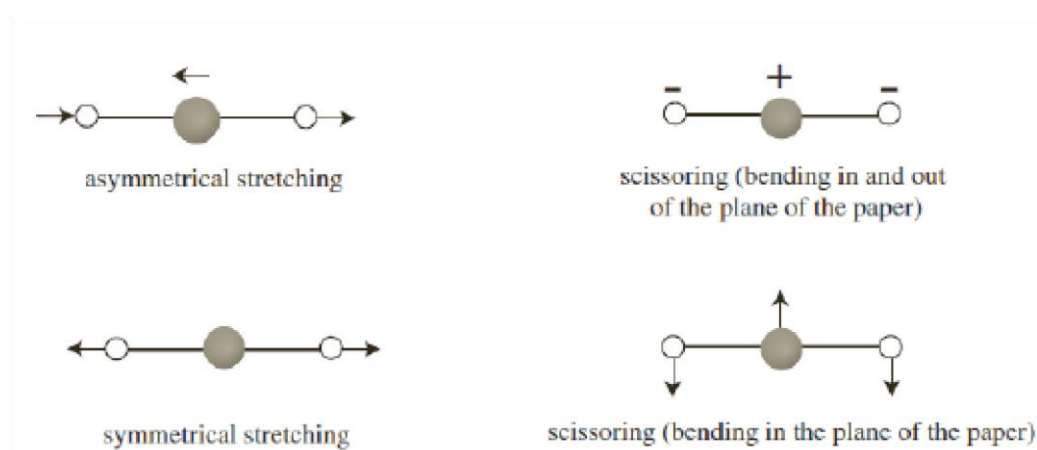 asymmetrical stretching
- + -
scissoring (bending in and out
of the plane of the paper)
symmetrical stretching
scissoring (bending in the plane of the paper)